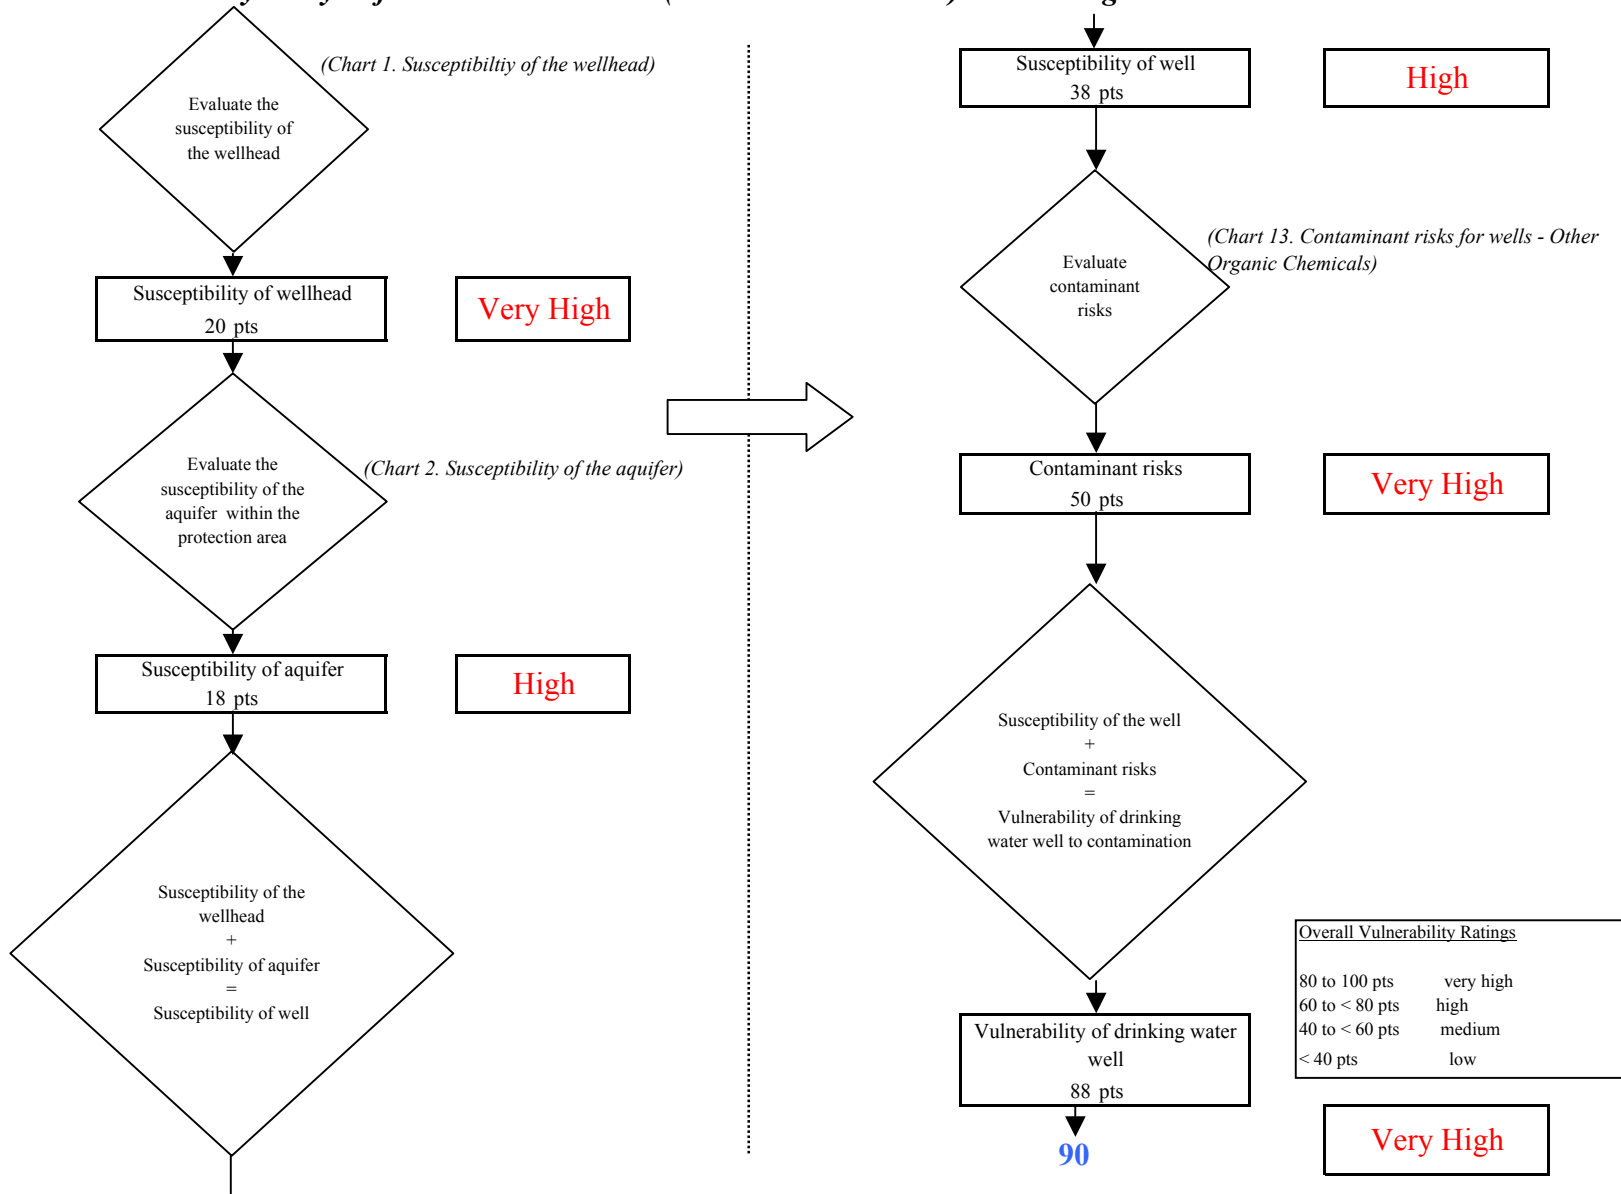 (Chart 1. Susceptibiltiy of the wellhead)
Evaluate the
susceptibility of
the wellhead
Susceptibility of wellhead
20 pts
Very High
Evaluate the
susceptibility of the
aquifer within the
protection area
(Chart 2. Susceptibility of the aquifer)
Susceptibility of aquifer
18 pts
High
Susceptibility of the
wellhead
+
Susceptibility of aquifer
=
Susceptibility of well
Susceptibility of well
38 pts
High
Evaluate
contaminant
risks
(Chart 13. Contaminant risks for wells - Other
Organic Chemicals)
Contaminant risks
50 pts
Very High
Susceptibility of the well
+
Contaminant risks
=
Vulnerability of drinking
water well to contamination
Overall Vulnerability Ratings
80 to 100 pts very high
60 to < 80 pts high
40 to < 60 pts medium
< 40 pts low
Vulnerability of drinking water
well
88 pts
90
Very High